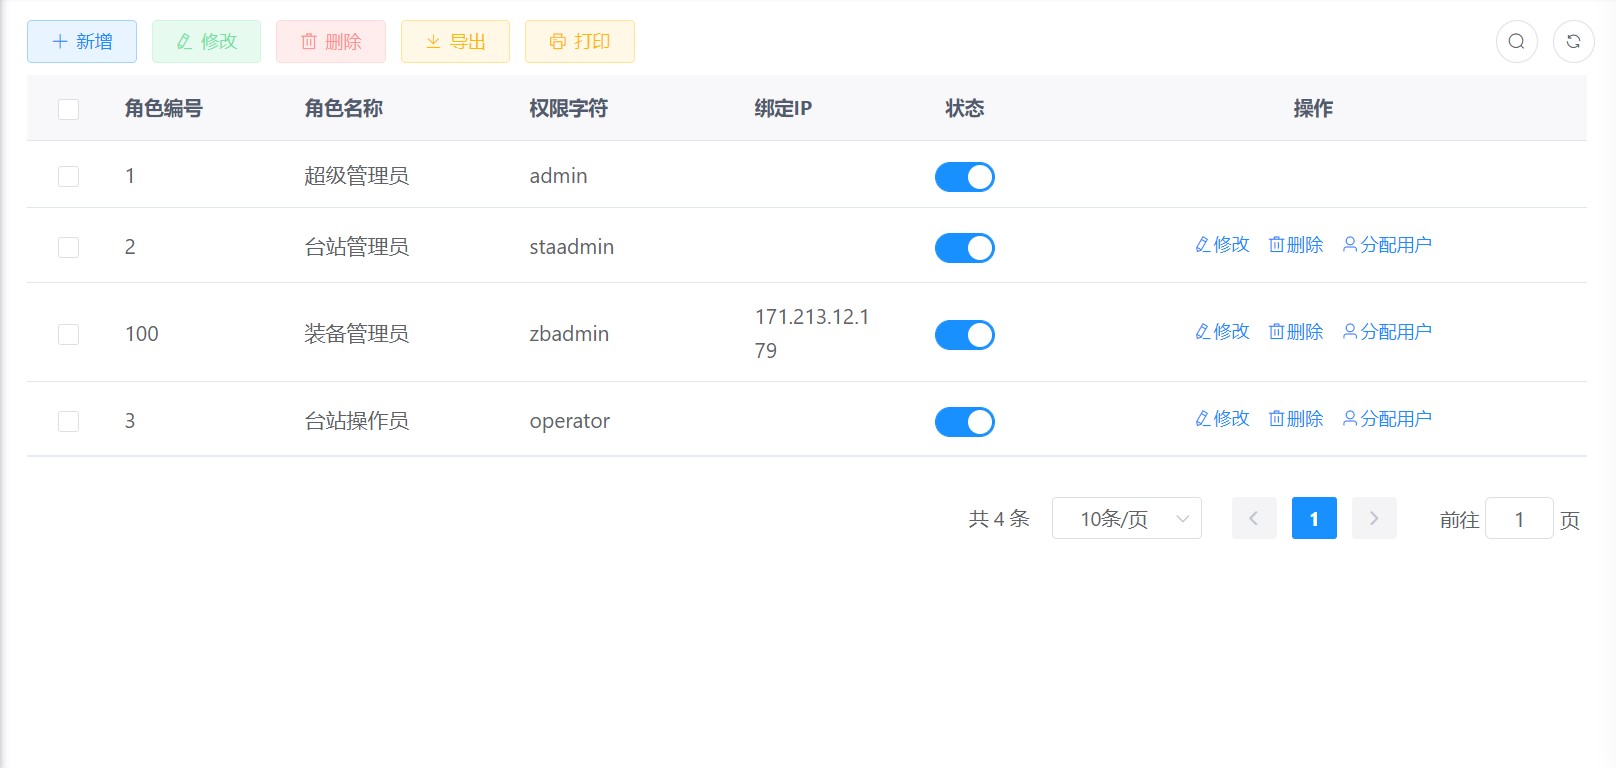 新增 修改 删除 导出 打印
角色编号 角色名称 权限字符 绑定IP 状态 操作
1 超级管理员 admin
2 台站管理员 staadmin 修改 删除 分配用户
100 装备管理员 zbadmin 171.213.12.1
79 修改 删除 分配用户
3 台站操作员 operator 修改 删除 分配用户
共 4 条 10条/页 1 前往 1 页